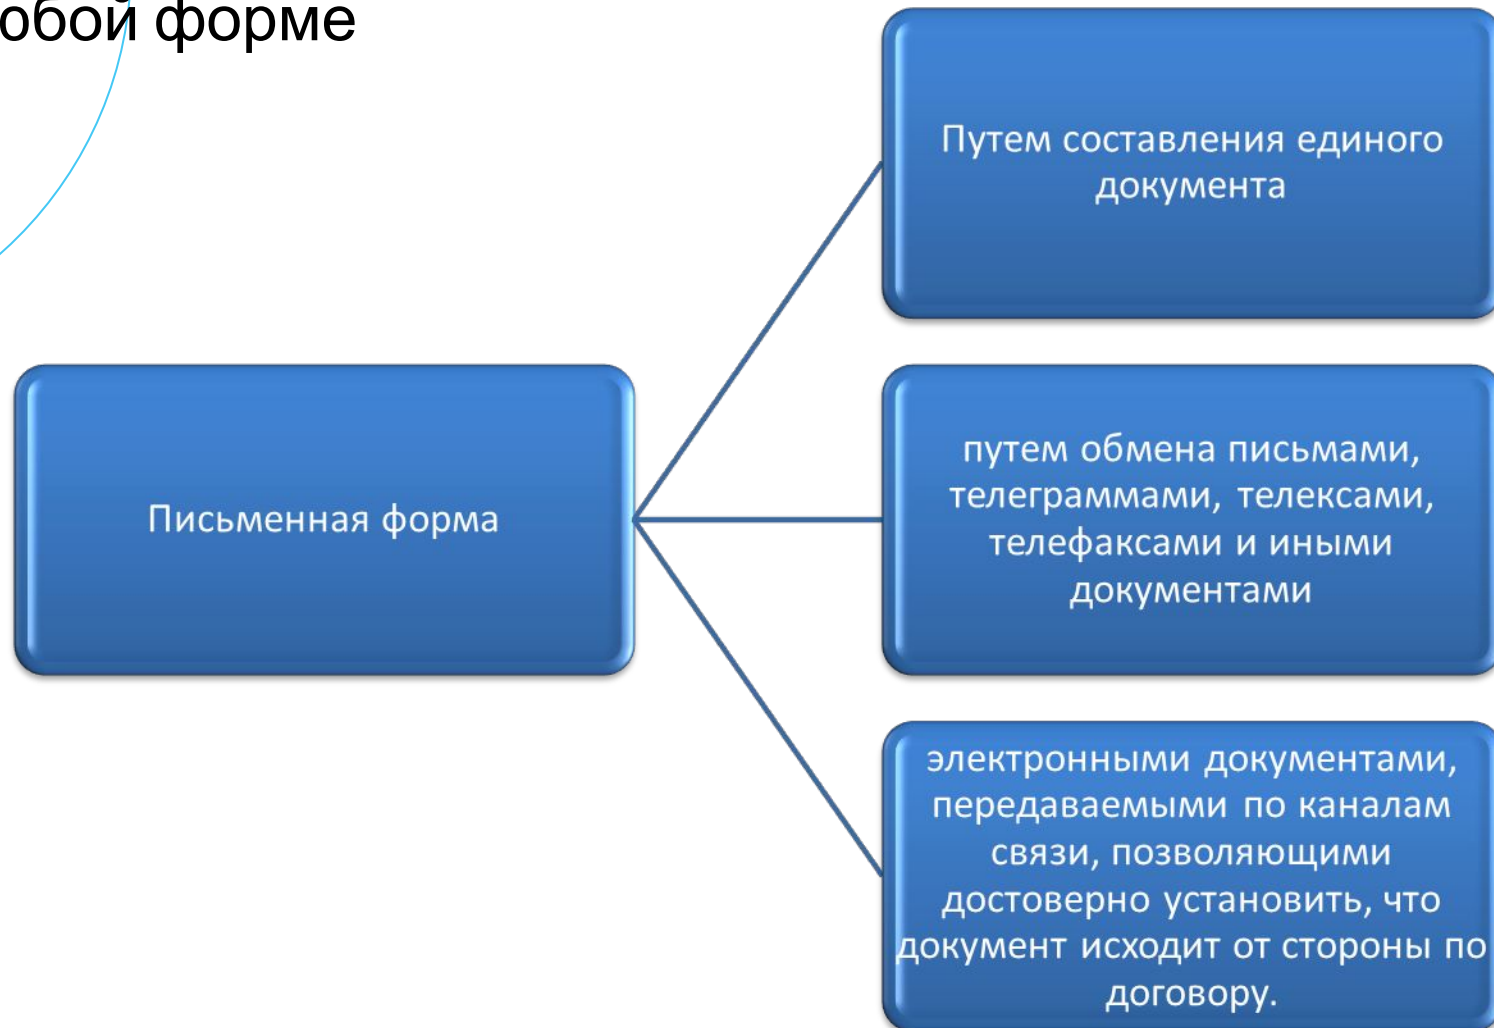 обой форме
Путем составления единого
документа
Письменная форма
путем обмена письмами,
телеграммами, телексами,
телефаксами и иными
документами
электронными документами,
передаваемыми по каналам
связи, позволяющими
достоверно установить, что
документ исходит от стороны по
договору.